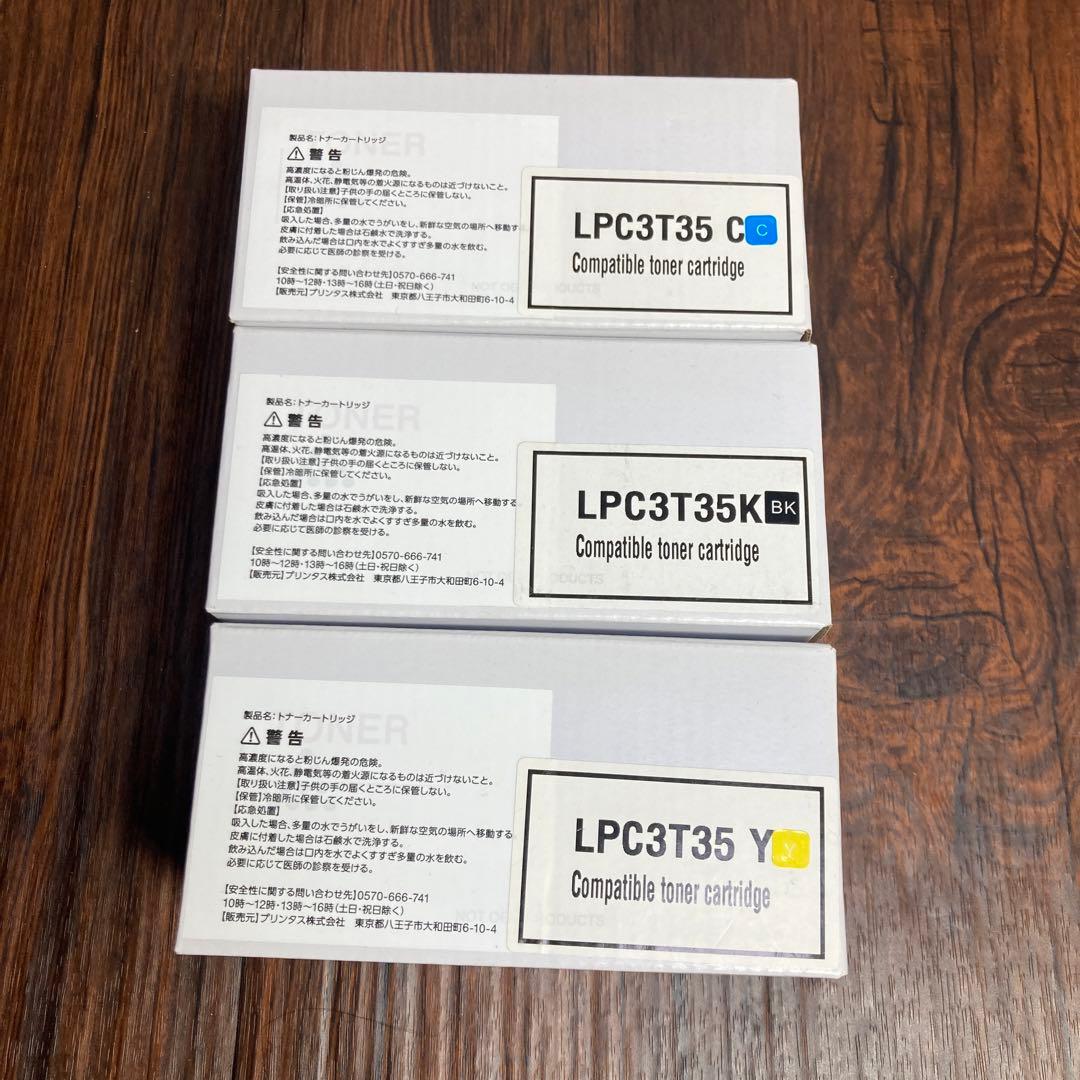 TONER
製品名:トナーカートリッジ
⚠ 警告
高濃度になると粉じん爆発の危険。
高温体、火花、静電気等の着火源になるものは近づけないこと。
【取り扱い注意】子供の手の届くところに保管しない。
【保管】冷暗所に保管してください。
【応急処置】
吸入した場合、多量の水でうがいをし、新鮮な空気の場所へ移動す
皮膚に付着した場合は石鹸水で洗浄する。
飲み込んだ場合は口内を水でよくすすぎ多量の水を飲む。
必要に応じて医師の診察を受ける。
【安全性に関する問い合わせ先】0570-666-741
10時〜12時・13時〜16時(土日・祝日除く)
【販売元】プリンタス株式会社 東京都八王子市大和田町6-10-4
LPC3T35 C C
Compatible toner cartridge
TONER
製品名:トナーカートリッジ
⚠ 警告
高濃度になると粉じん爆発の危険。
高温体、火花、静電気等の着火源になるものは近づけないこと。
【取り扱い注意】子供の手の届くところに保管しない。
【保管】冷暗所に保管してください。
【応急処置】
吸入した場合、多量の水でうがいをし、新鮮な空気の場所へ移動する
皮膚に付着した場合は石鹸水で洗浄する。
飲み込んだ場合は口内を水でよくすすぎ多量の水を飲む。
必要に応じて医師の診察を受ける。
【安全性に関する問い合わせ先】0570-666-741
10時〜12時・13時〜16時(土日・祝日除く)
【販売元】プリンタス株式会社 東京都八王子市大和田町6-10-4
LPC3T35K BK
Compatible toner cartridge
TONER
製品名:トナーカートリッジ
⚠ 警告
高濃度になると粉じん爆発の危険。
高温体、火花、静電気等の着火源になるものは近づけないこと。
【取り扱い注意】子供の手の届くところに保管しない。
【保管】冷暗所に保管してください。
【応急処置】
吸入した場合、多量の水でうがいをし、新鮮な空気の場所へ移動する
皮膚に付着した場合は石鹸水で洗浄する。
飲み込んだ場合は口内を水でよくすすぎ多量の水を飲む。
必要に応じて医師の診察を受ける。
【安全性に関する問い合わせ先】0570-666-741
10時〜12時・13時〜16時(土日・祝日除く)
【販売元】プリンタス株式会社 東京都八王子市大和田町6-10-4
LPC3T35 Y Y
Compatible toner cartridge